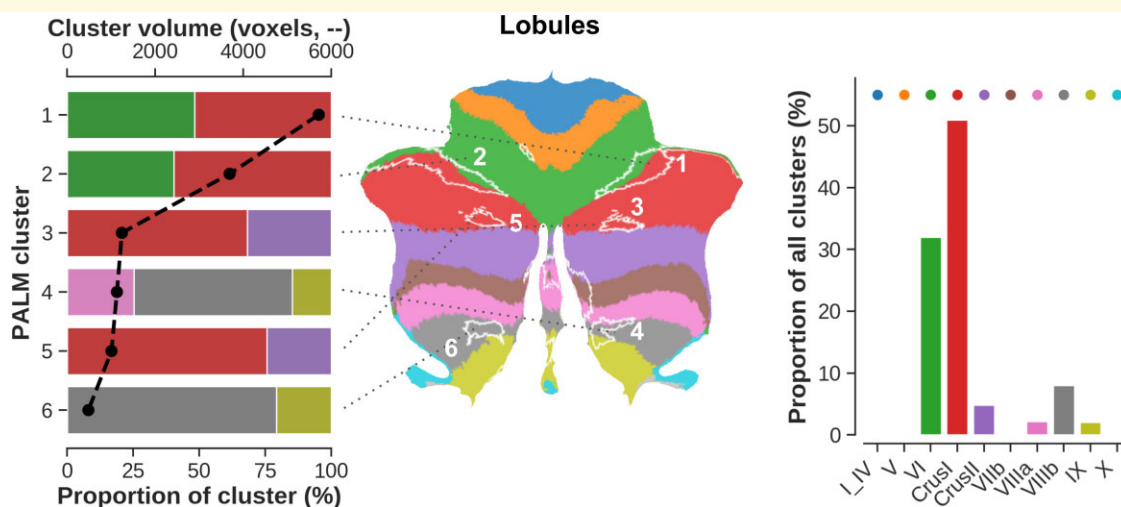 Cluster volume (voxels, --)
0 2000 4000 6000
PALM cluster
1
2
3
4
5
6
0 25 50 75 100
Proportion of cluster (%)
Lobules
1
2
3
5
4
6
Proportion of all clusters (%)
50
40
30
20
10
0
I_IV
V
VI
CrusI
CrusII
VIIb
VIIIa
VIIIb
IX
X